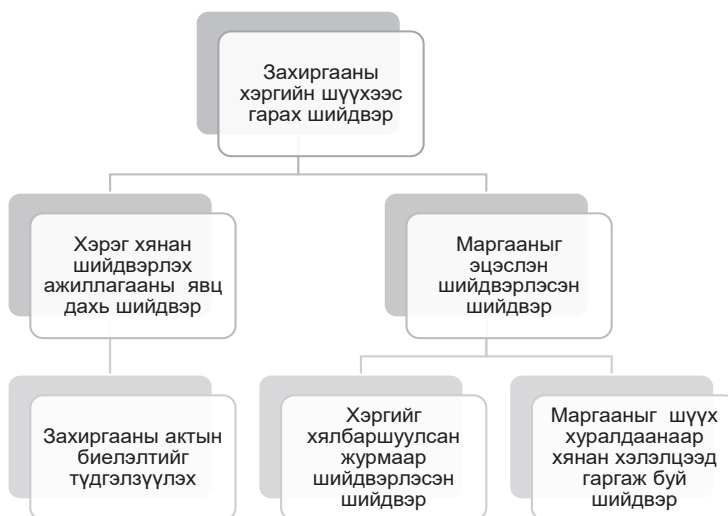 Захиргааны
хэргийн шүүхээс
гарах шийдвэр
Хэрэг хянан
шийдвэрлэх
ажиллагааны явц
дахь шийдвэр
Маргааныг
эцэслэн
шийдвэрлэсэн
шийдвэр
Захиргааны актын
биелэлтийг
түдгэлзүүлэх
Хэргийг
хялбаршуулсан
журмаар
шийдвэрлэсэн
шийдвэр
Маргааныг шүүх
хуралдаанаар
хянан хэлэлцээд
гаргаж буй
шийдвэр